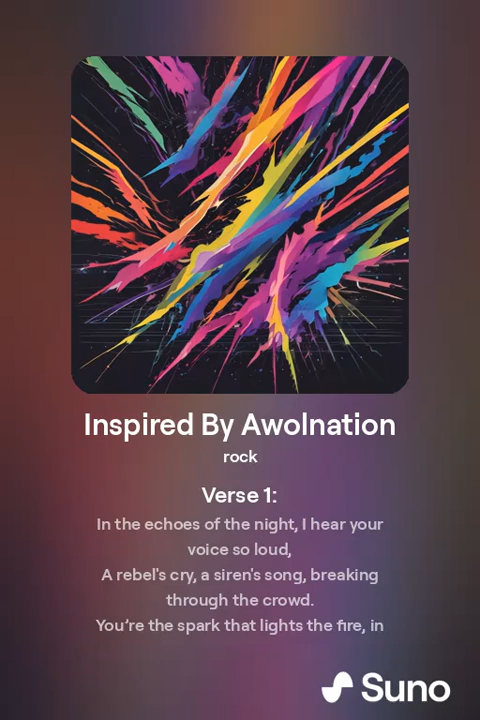 Inspired By Awolnation
rock
Verse 1:
In the echoes of the night, I hear your
voice so loud,
A rebel's cry, a siren's song, breaking
through the crowd.
You’re the spark that lights the fire, in
Suno